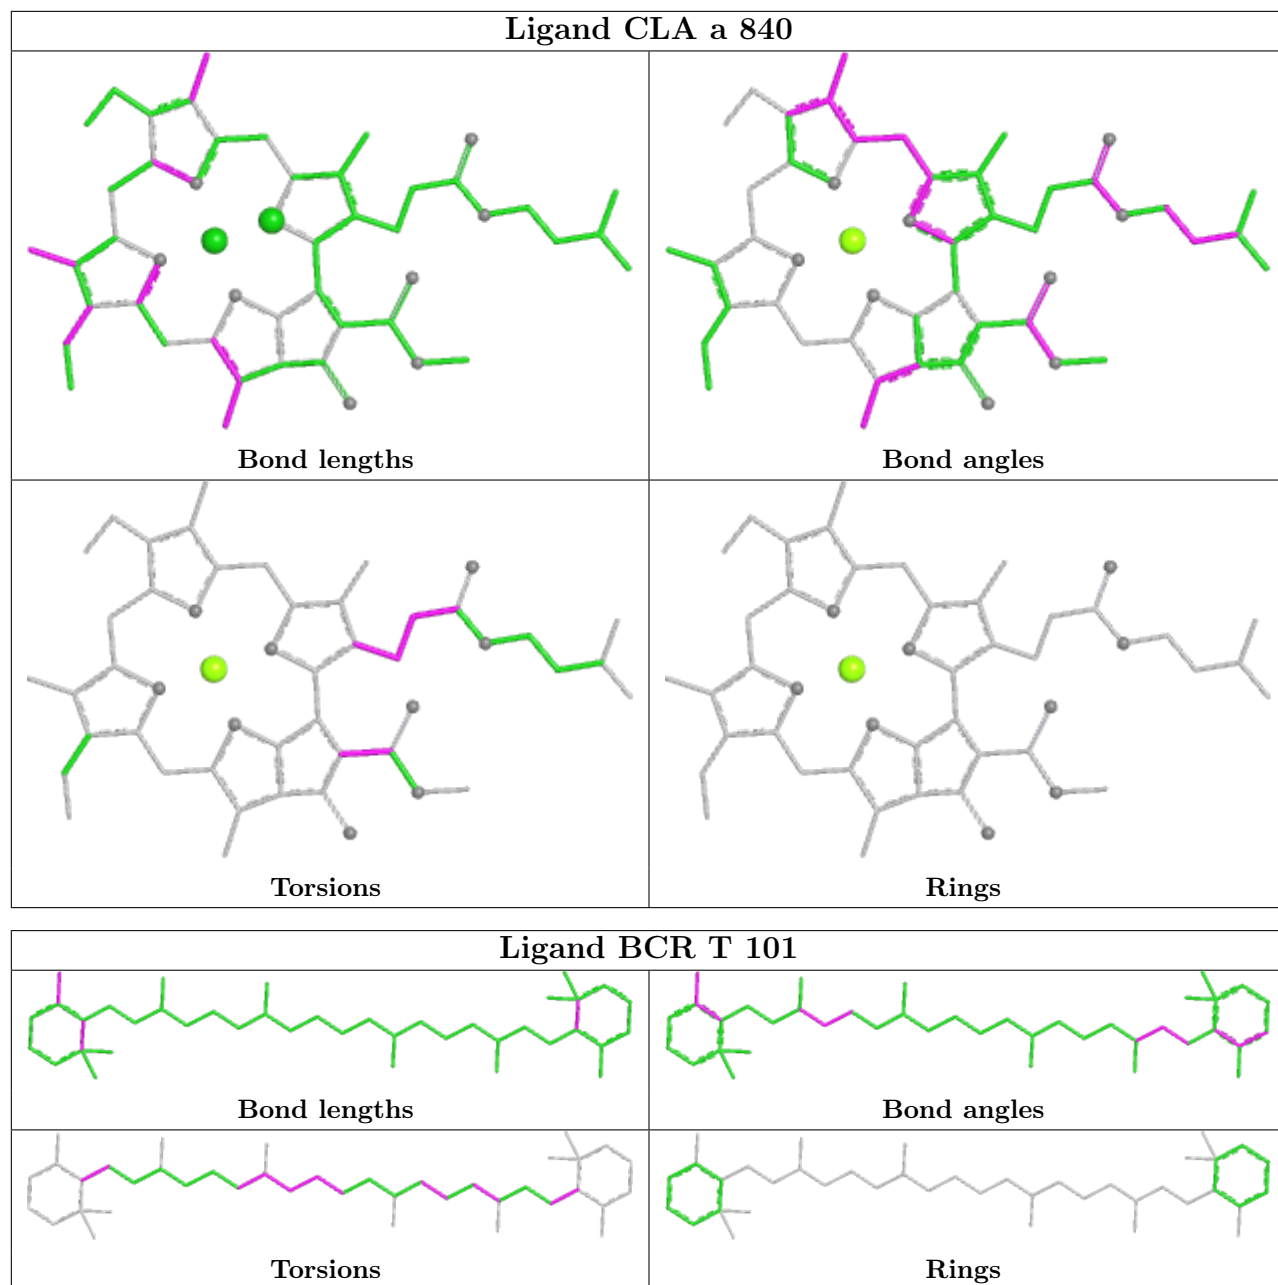 Ligand CLA a 840
Bond lengths
Bond angles
Torsions
Rings
Ligand BCR T 101
Bond lengths
Bond angles
Torsions
Rings